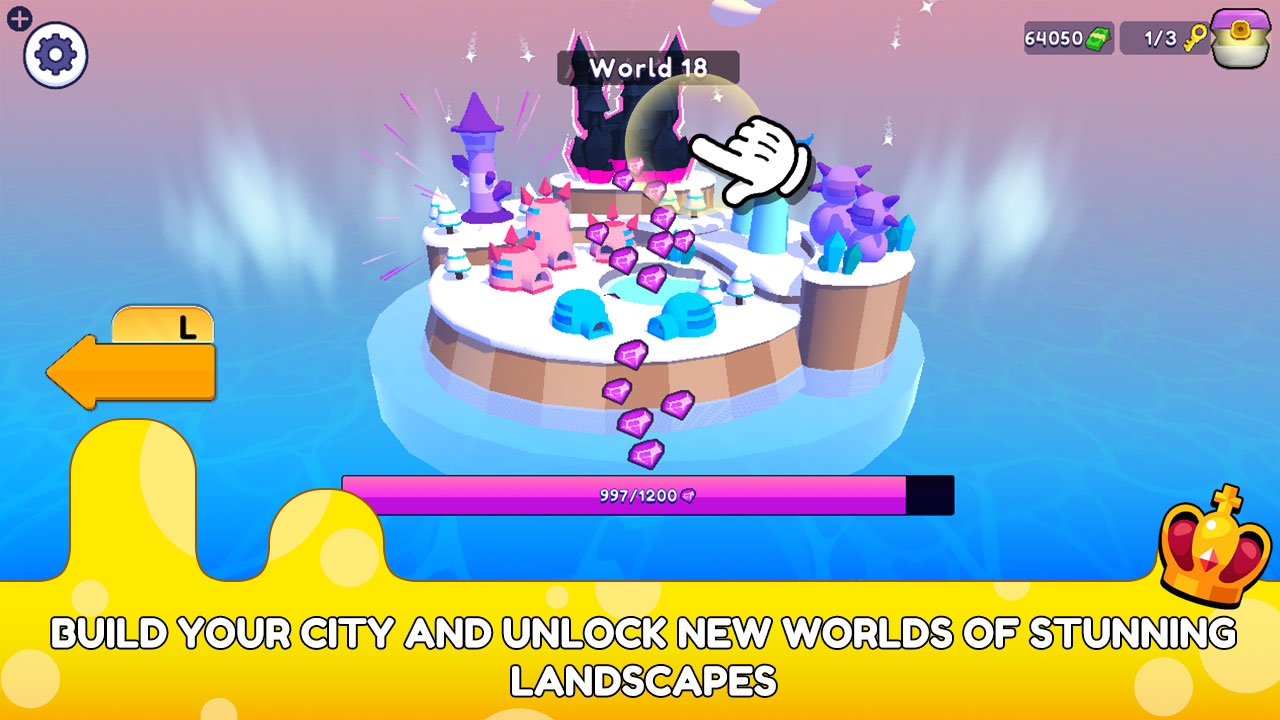 64050
1/3
World 18
L
997/1200
BUILD YOUR CITY AND UNLOCK NEW WORLDS OF STUNNING
LANDSCAPES